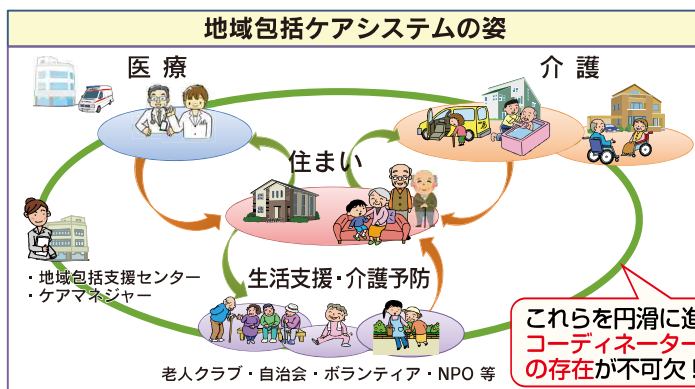 地域包括ケアシステムの姿
医 療
介 護
住まい
・地域包括支援センター
・ケアマネジャー
生活支援・介護予防
老人クラブ・自治会・ボランティア・NPO 等
これらを円滑に進
コーディネーター
の存在が不可欠!